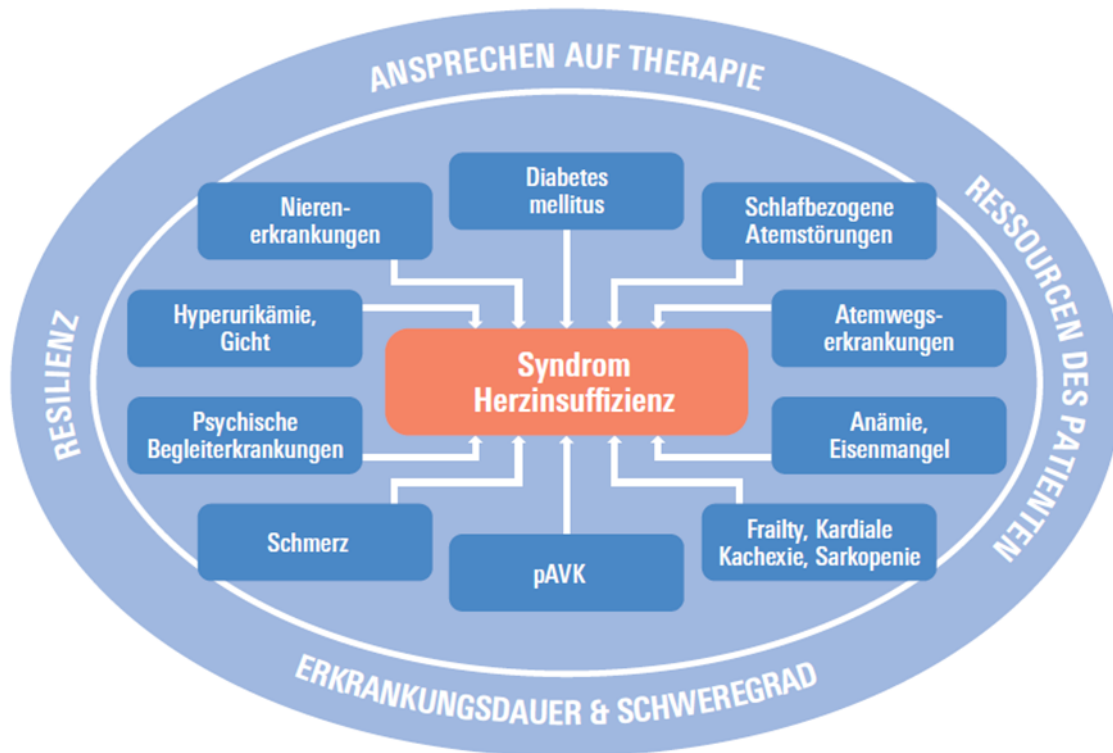 ANSPRECHEN AUF THERAPIE
RESSOURCEN DES PATIENTEN
RESILIENZ
Diabetes
mellitus
Nieren-
erkrankungen
Schlafbezogene
Atemstörungen
Hyperurikämie,
Gicht
Atemwegs-
erkrankungen
Syndrom
Herzinsuffizienz
Psychische
Begleiterkrankungen
Anämie,
Eisenmangel
Schmerz
pAVK
Frailty, Kardiale
Kachexie, Sarkopenie
ERKRANKUNGSDAUER & SCHWEREGRAD